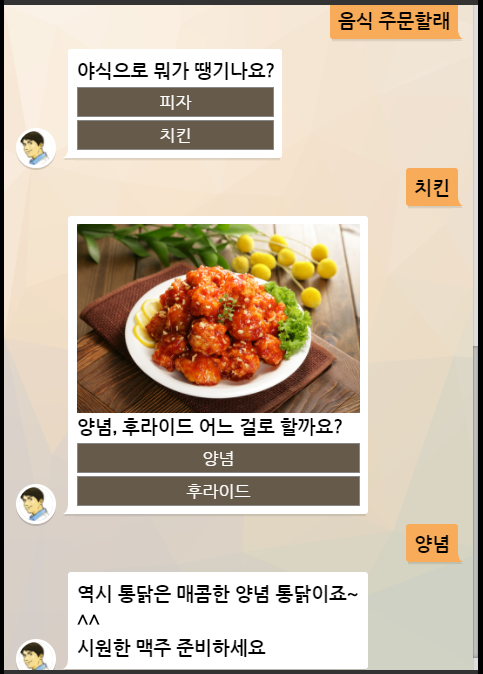 음식 주문할래
야식으로 뭐가 땡기나요?
피자
치킨
치킨
양념, 후라이드 어느 걸로 할까요?
양념
후라이드
양념
역시 통닭은 매콤한 양념 통닭이죠~
^^
시원한 맥주 준비하세요